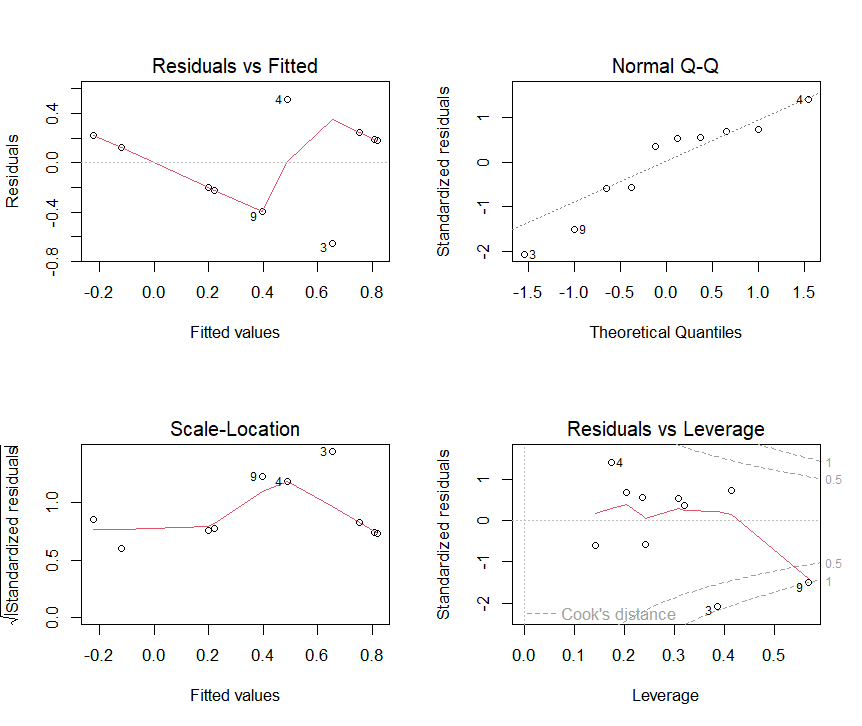 Residuals vs Fitted
Residuals
-0.8 -0.4 0.0 0.4
4
9
3
-0.2 0.0 0.2 0.4 0.6 0.8
Fitted values
Normal Q-Q
Standardized residuals
-2 -1 0 1
4
9
3
-1.5 -1.0 -0.5 0.0 0.5 1.0 1.5
Theoretical Quantiles
Scale-Location
√|Standardized residuals|
0.0 0.5 1.0
3
9
4
-0.2 0.0 0.2 0.4 0.6 0.8
Fitted values
Residuals vs Leverage
Standardized residuals
-2 -1 0 1
4
1
0.5
0.5
1
9
3
Cook's distance
0.0 0.1 0.2 0.3 0.4 0.5
Leverage